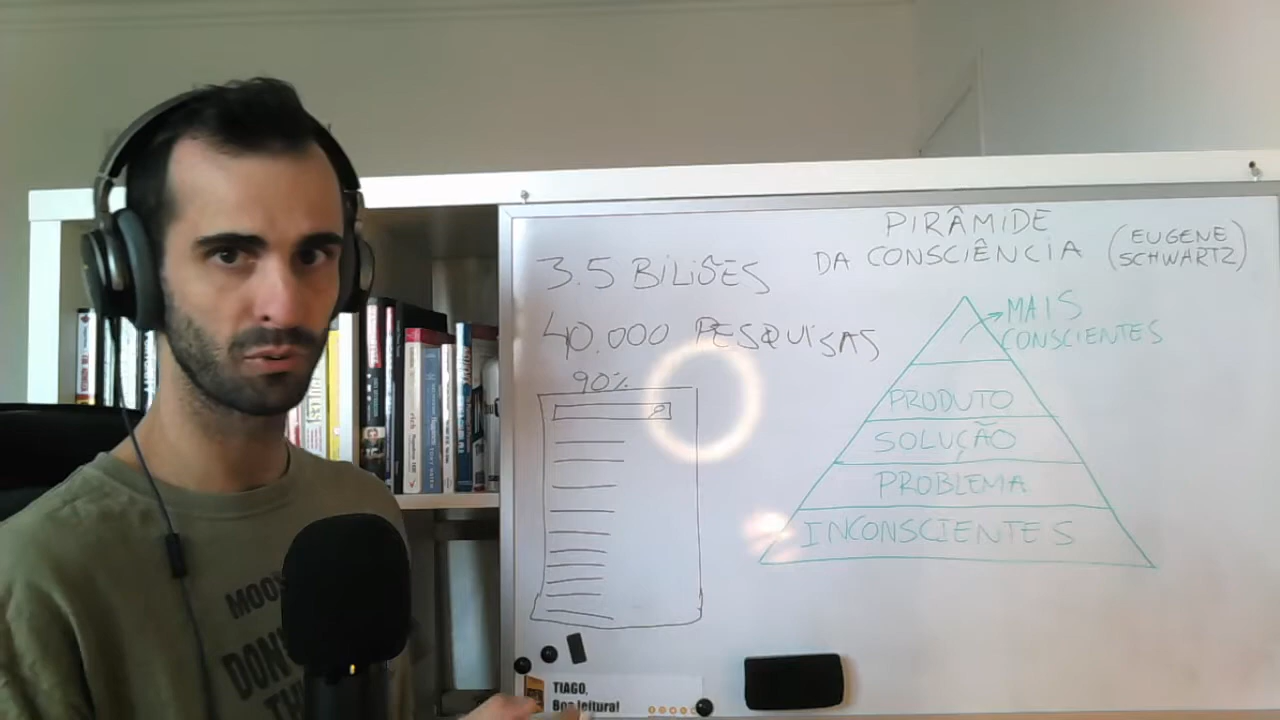 3.5 BILIÕES
40.000 PESQUISAS
90%
PIRÂMIDE
DA CONSCIÊNCIA
(EUGENE
SCHWARTZ)
MAIS
CONSCIENTES
PRODUTO
SOLUÇÃO
PROBLEMA
INCONSCIENTES
TIAGO,
Boa leitura!
DON'